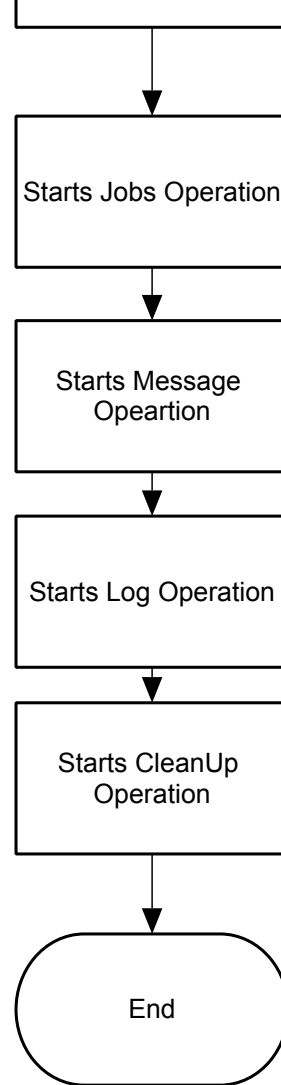 Starts Jobs Operation
Starts Message
Opeartion
Starts Log Operation
Starts CleanUp
Operation
End